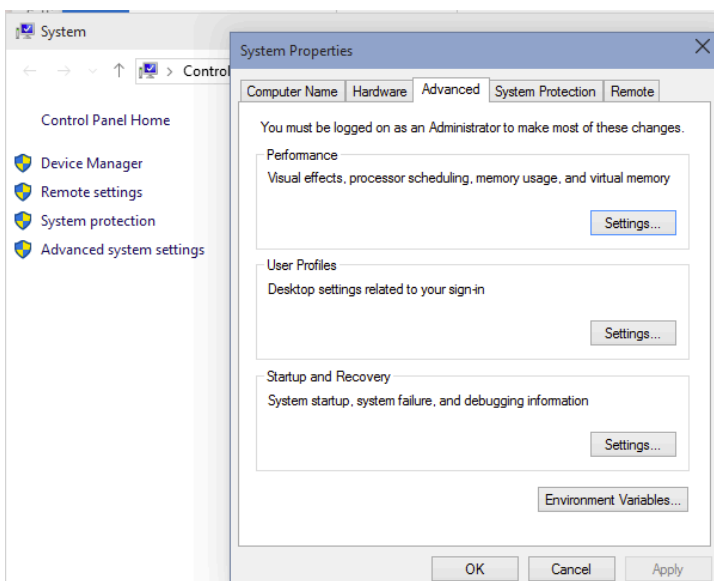 System
Control
Control Panel Home
Device Manager
Remote settings
System protection
Advanced system settings
System Properties
Computer Name
Hardware
Advanced
System Protection
Remote
You must be logged on as an Administrator to make most of these changes.
Performance
Visual effects, processor scheduling, memory usage, and virtual memory
Settings...
User Profiles
Desktop settings related to your sign-in
Settings...
Startup and Recovery
System startup, system failure, and debugging information
Settings...
Environment Variables...
OK
Cancel
Apply